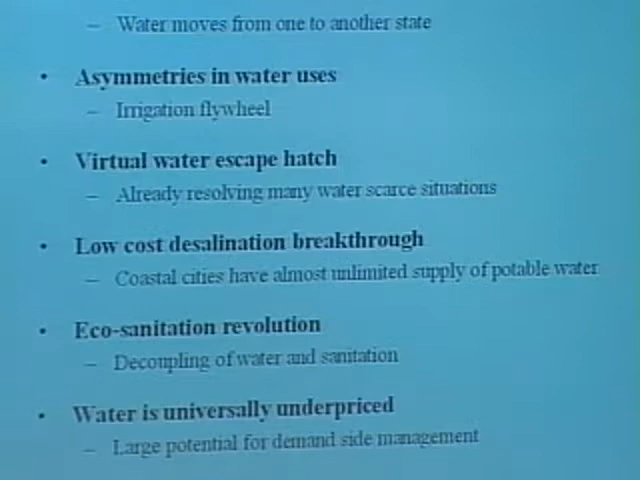 – Water moves from one to another state
• Asymmetries in water uses
– Irrigation flywheel
• Virtual water escape hatch
– Already resolving many water scarce situations
• Low cost desalination breakthrough
– Coastal cities have almost unlimited supply of potable water
• Eco-sanitation revolution
– Decoupling of water and sanitation
• Water is universally underpriced
– Large potential for demand side management